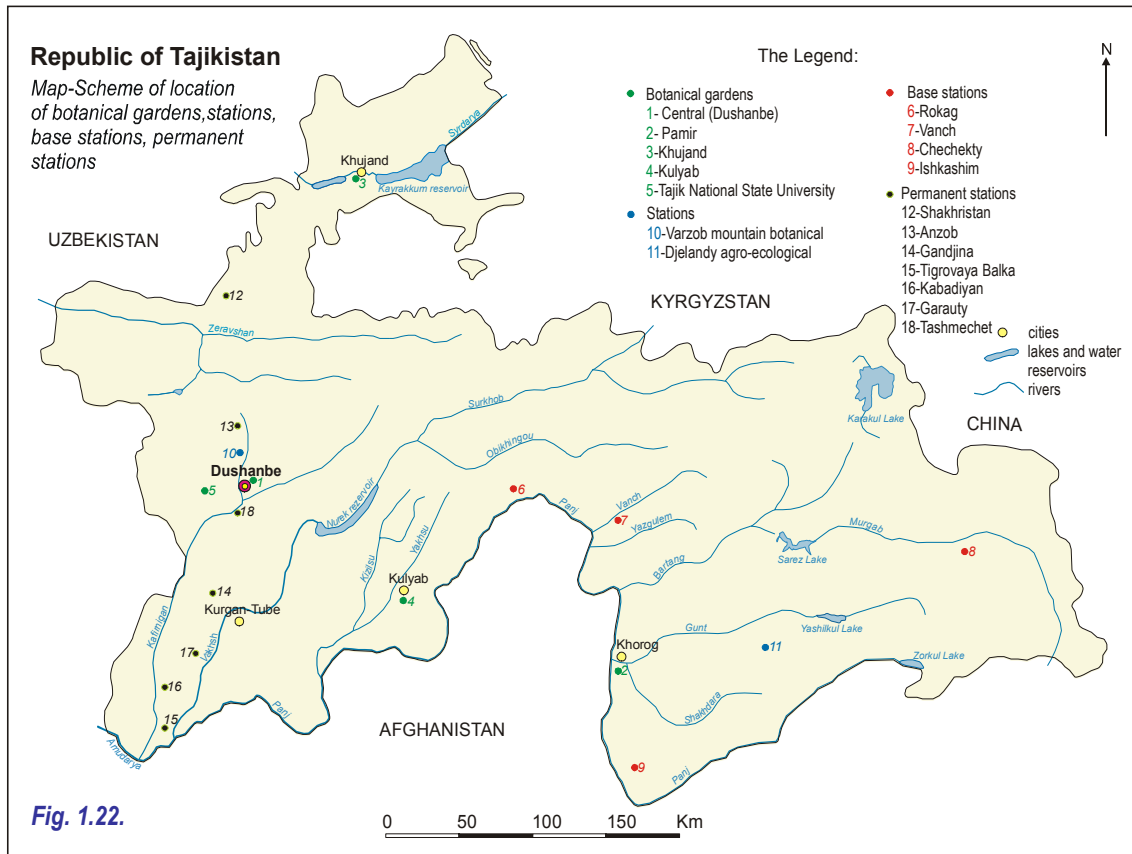 Republic of Tajikistan
Map-Scheme of location
of botanical gardens,stations,
base stations, permanent
stations
The Legend:
Botanical gardens
1- Central (Dushanbe)
2- Pamir
3-Khujand
4-Kulyab
5-Tajik National State University
Stations
10-Varzob mountain botanical
11-Djelandy agro-ecological
Base stations
6-Rokag
7-Vanch
8-Chechekty
9-Ishkashim
Permanent stations
12-Shakhristan
13-Anzob
14-Gandjina
15-Tigrovaya Balka
16-Kabadiyan
17-Garauty
18-Tashmechet
cities
lakes and water
reservoirs
rivers
N
UZBEKISTAN
KYRGYZSTAN
CHINA
AFGHANISTAN
Khujand
3
Syrdarya
Kayrakkum reservoir
12
Zeravshan
Surkhob
Obikhingou
Karakul Lake
13
10
Dushanbe
1
5
18
Nurek rezervoir
6
Panj
Vanch
7
Yazgulem
Murgab
8
Sarez Lake
Bartang
Kizilsu
Yakhsu
Kulyab
4
14
Kurgan-Tube
Kafirnigan
Vakhsh
17
16
15
Amudarya
Panj
Gunt
Yashilkul Lake
Khorog
2
11
Zorkul Lake
Shakhdara
9
Panj
Fig. 1.22.
0 50 100 150 Km